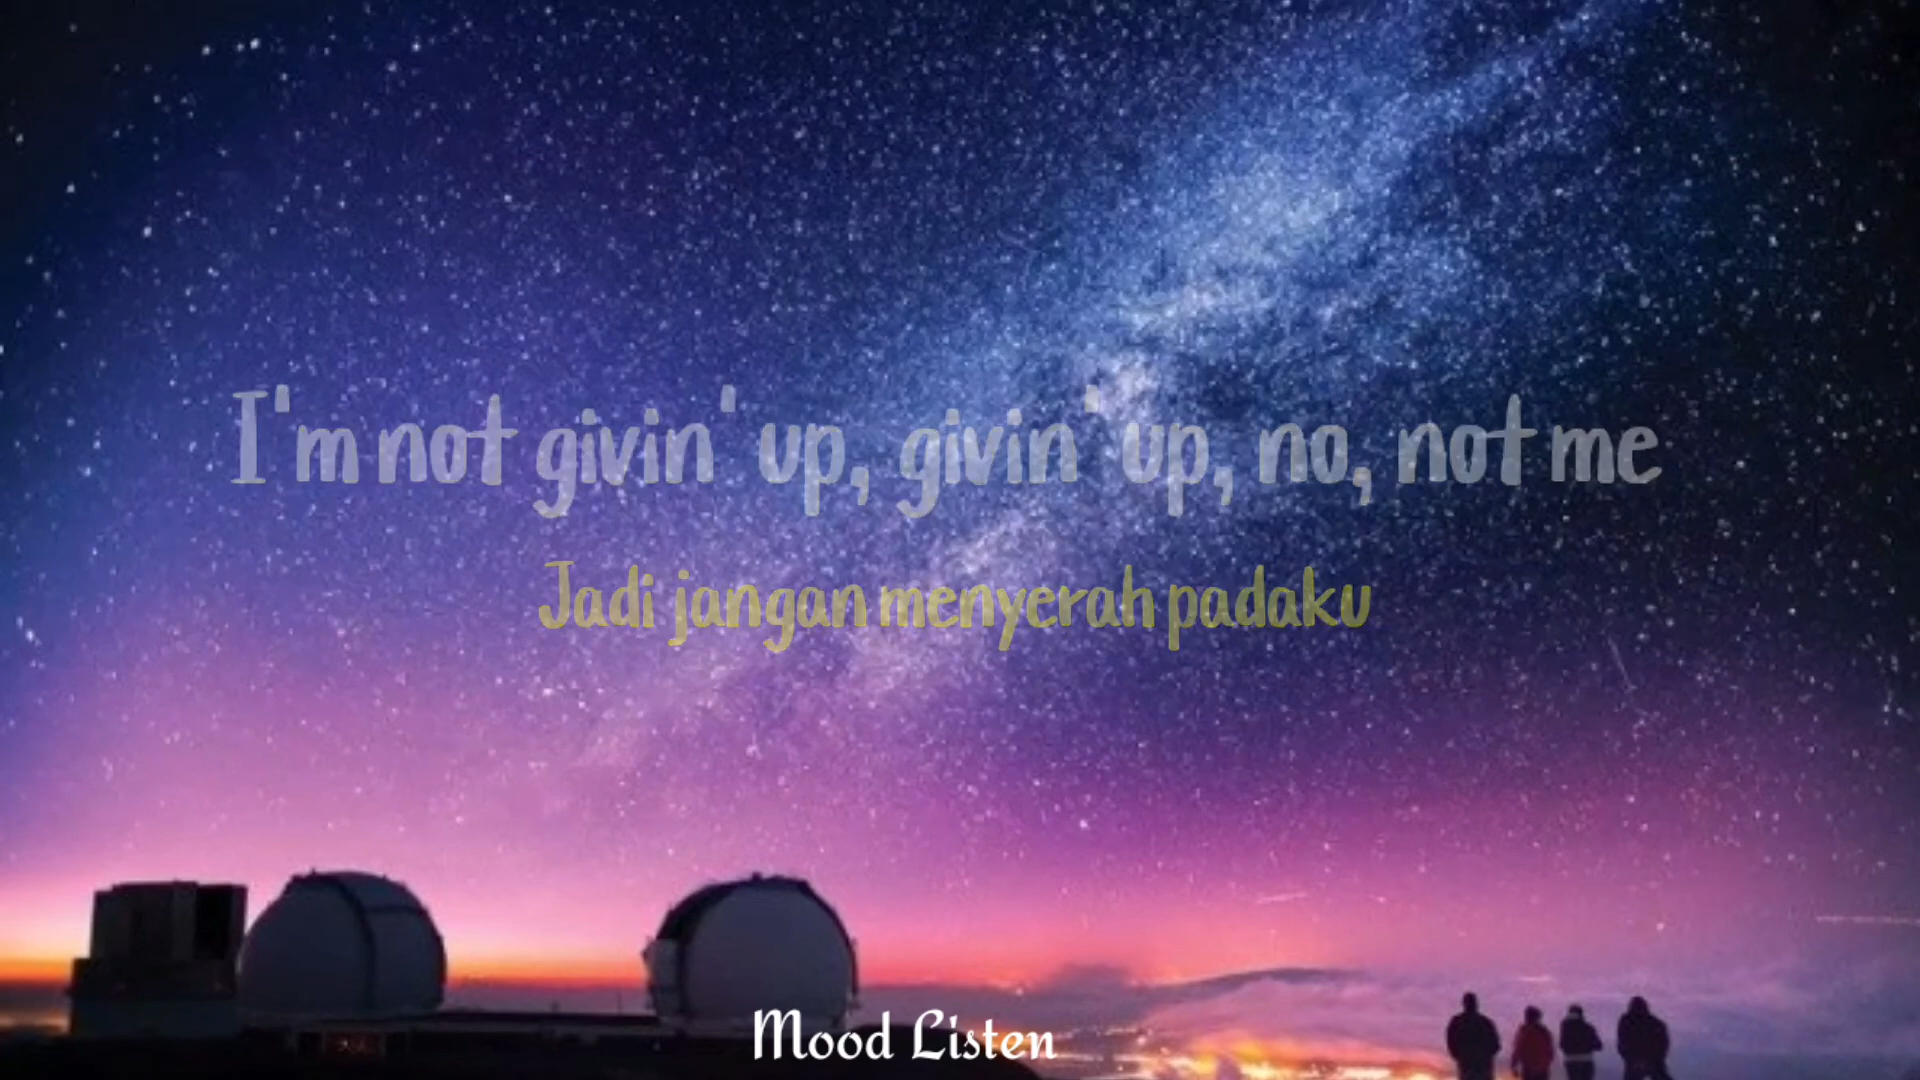 I'm not givin' up, givin' up, no, not me
Jadi jangan menyerah padaku
Mood Listen